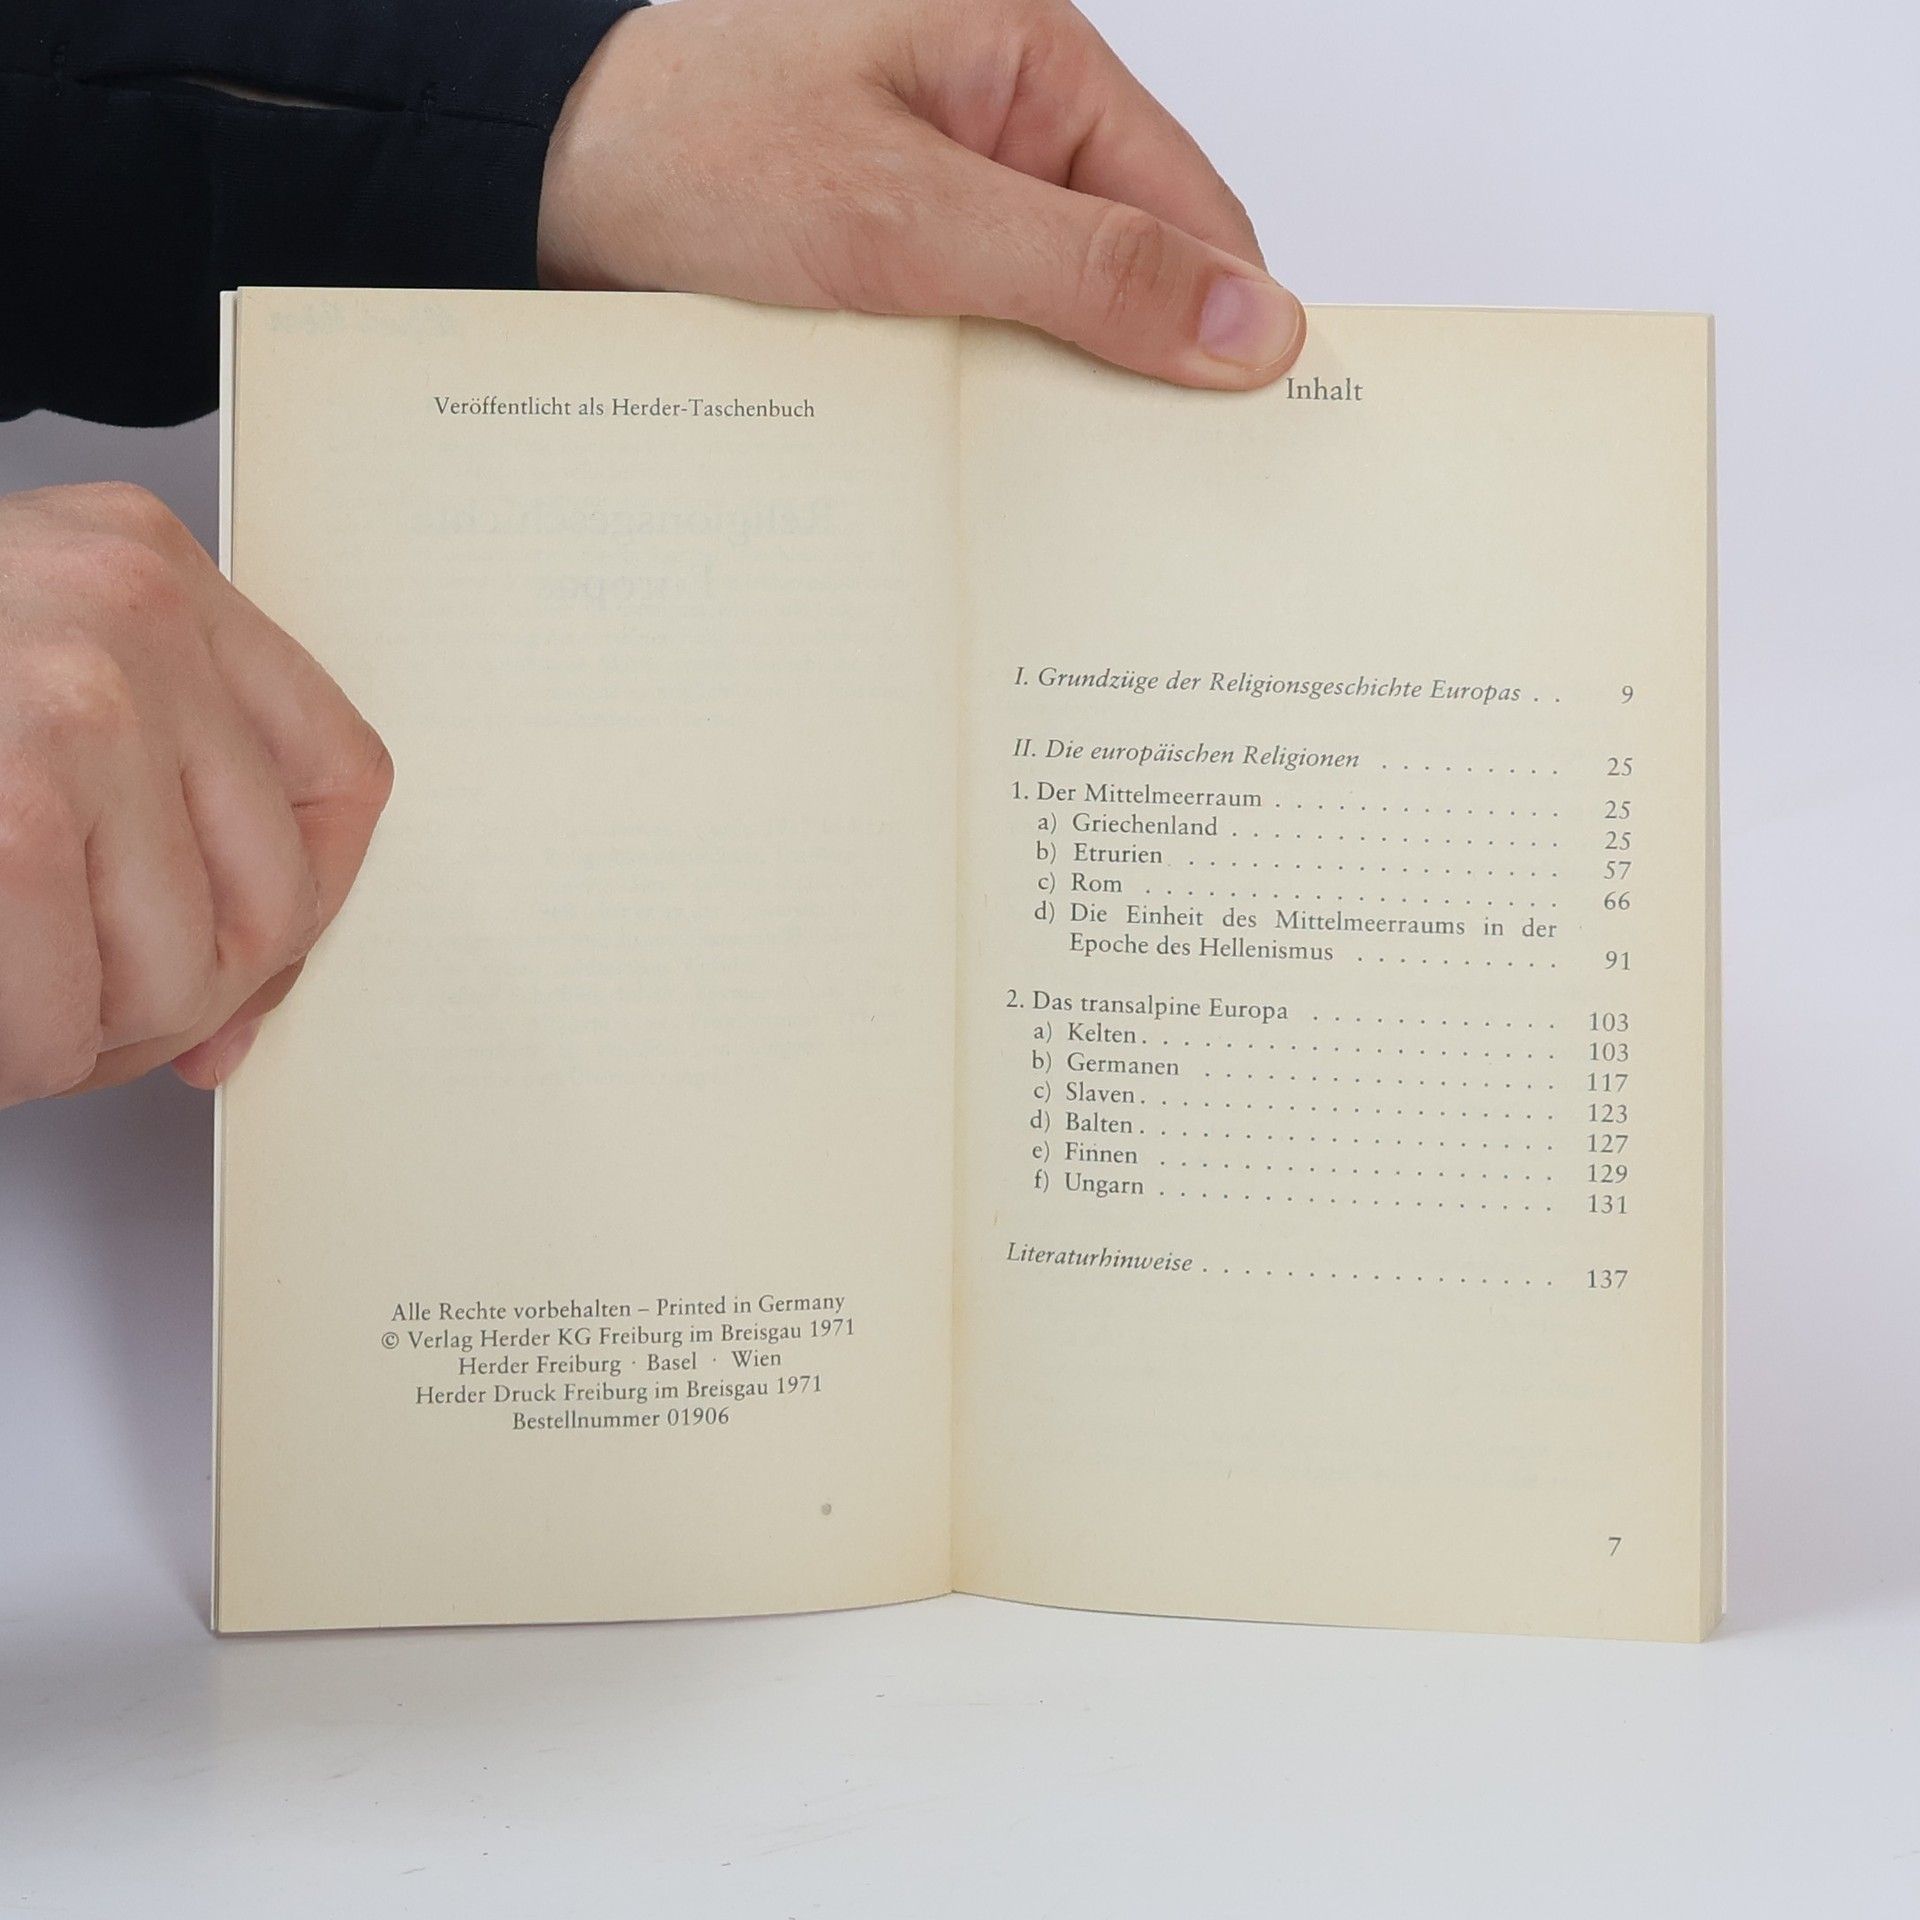 Veröffentlicht als Herder-Taschenbuch
Alle Rechte vorbehalten – Printed in Germany
© Verlag Herder KG Freiburg im Breisgau 1971
Herder Freiburg · Basel · Wien
Herder Druck Freiburg im Breisgau 1971
Bestellnummer 01906
Inhalt
I. Grundzüge der Religionsgeschichte Europas . . 9
II. Die europäischen Religionen . . . . . . . . . 25
1. Der Mittelmeerraum . . . . . . . . . . . . . 25
a) Griechenland . . . . . . . . . . . . . . 25
b) Etrurien . . . . . . . . . . . . . . . . 57
c) Rom . . . . . . . . . . . . . . . . . . 66
d) Die Einheit des Mittelmeerraums in der
Epoche des Hellenismus . . . . . . . . . . 91
2. Das transalpine Europa . . . . . . . . . . . 103
a) Kelten . . . . . . . . . . . . . . . . . 103
b) Germanen . . . . . . . . . . . . . . . 117
c) Slaven . . . . . . . . . . . . . . . . . 123
d) Balten . . . . . . . . . . . . . . . . . 127
e) Finnen . . . . . . . . . . . . . . . . . 129
f) Ungarn . . . . . . . . . . . . . . . . . 131
Literaturhinweise . . . . . . . . . . . . . . . 137
7